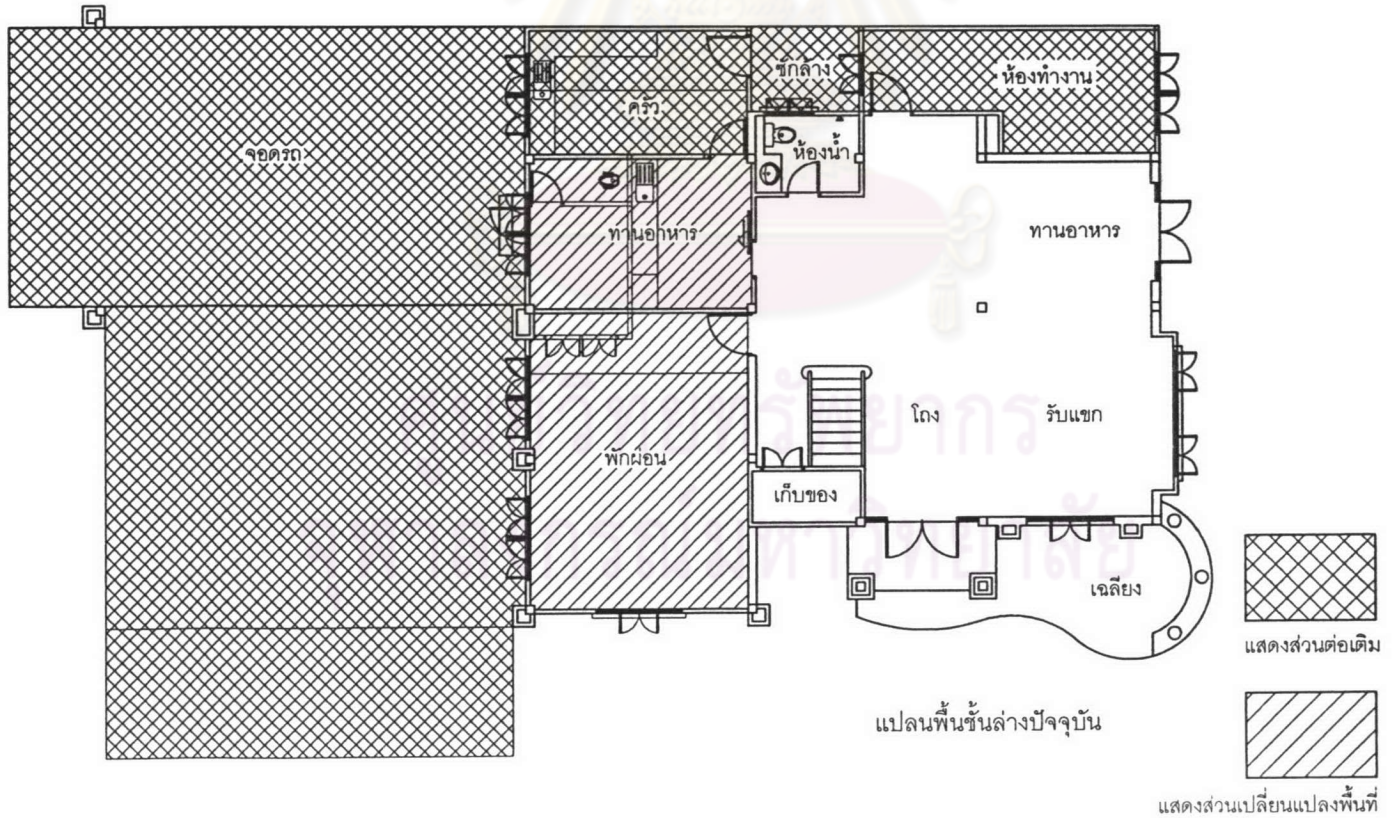 ซักล้าง
ห้องทำงาน
ครัว
จอดรถ
ห้องน้ำ
ทานอาหาร
ทานอาหาร
โถง
รับแขก
พักผ่อน
เก็บของ
เฉลียง
แสดงส่วนต่อเติม
แปลนพื้นชั้นล่างปัจจุบัน
แสดงส่วนเปลี่ยนแปลงพื้นที่